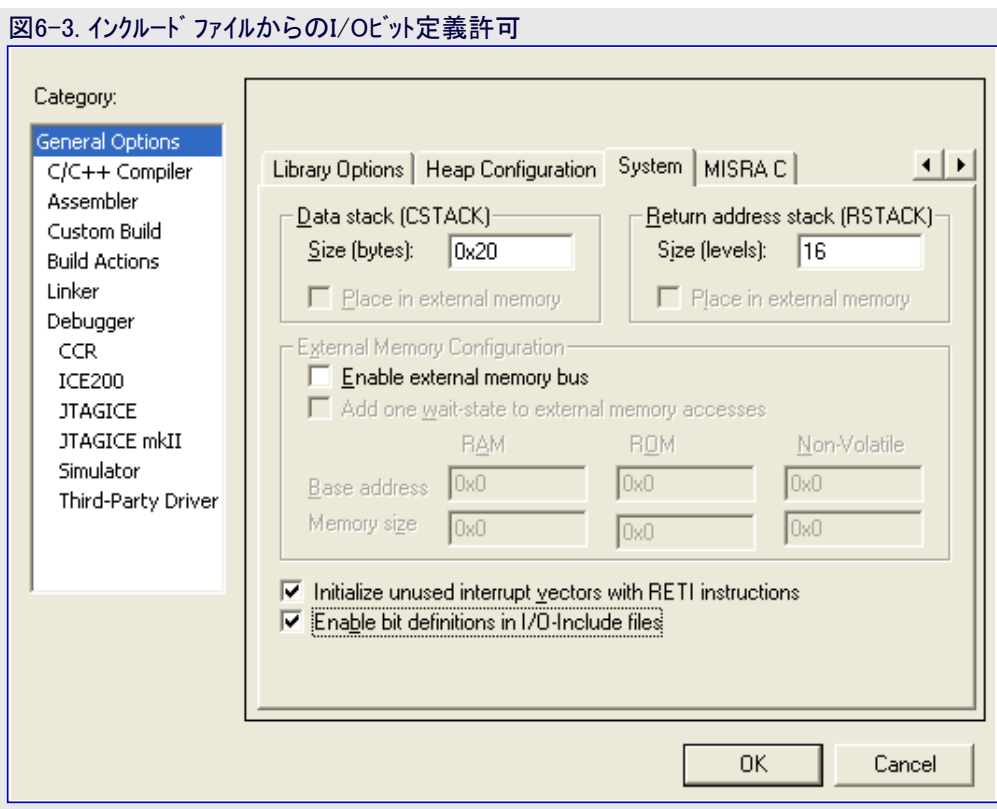 図6-3. インクルード ファイルからのI/Oビット定義許可
Category:
General Options
C/C++ Compiler
Assembler
Custom Build
Build Actions
Linker
Debugger
CCR
ICE200
JTAGICE
JTAGICE mkII
Simulator
Third-Party Driver
Library Options Heap Configuration System MISRA C
Data stack (CSTACK) Return address stack (RSTACK)
Size (bytes): 0x20 Size (levels): 16
Place in external memory Place in external memory
External Memory Configuration
Enable external memory bus
Add one wait-state to external memory accesses
RAM ROM Non-Volatile
Base address 0x0 0x0 0x0
Memory size 0x0 0x0 0x0
Initialize unused interrupt vectors with RETI instructions
Enable bit definitions in I/O-Include files
OK Cancel